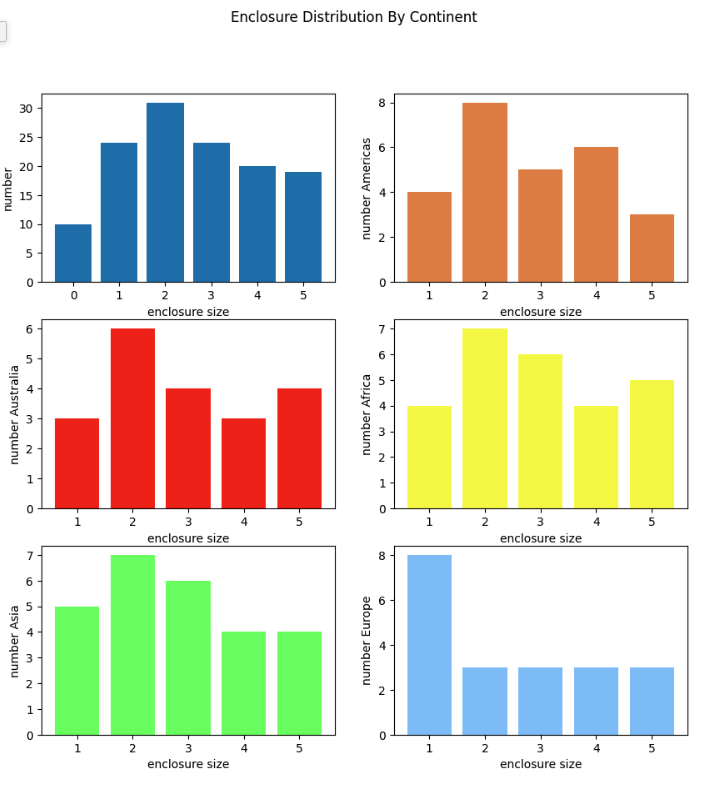 Enclosure Distribution By Continent
number
30
25
20
15
10
5
0
0 1 2 3 4 5
enclosure size
number Americas
8
6
4
2
0
1 2 3 4 5
enclosure size
number Australia
6
5
4
3
2
1
0
1 2 3 4 5
enclosure size
number Africa
7
6
5
4
3
2
1
0
1 2 3 4 5
enclosure size
number Asia
7
6
5
4
3
2
1
0
1 2 3 4 5
enclosure size
number Europe
8
6
4
2
0
1 2 3 4 5
enclosure size